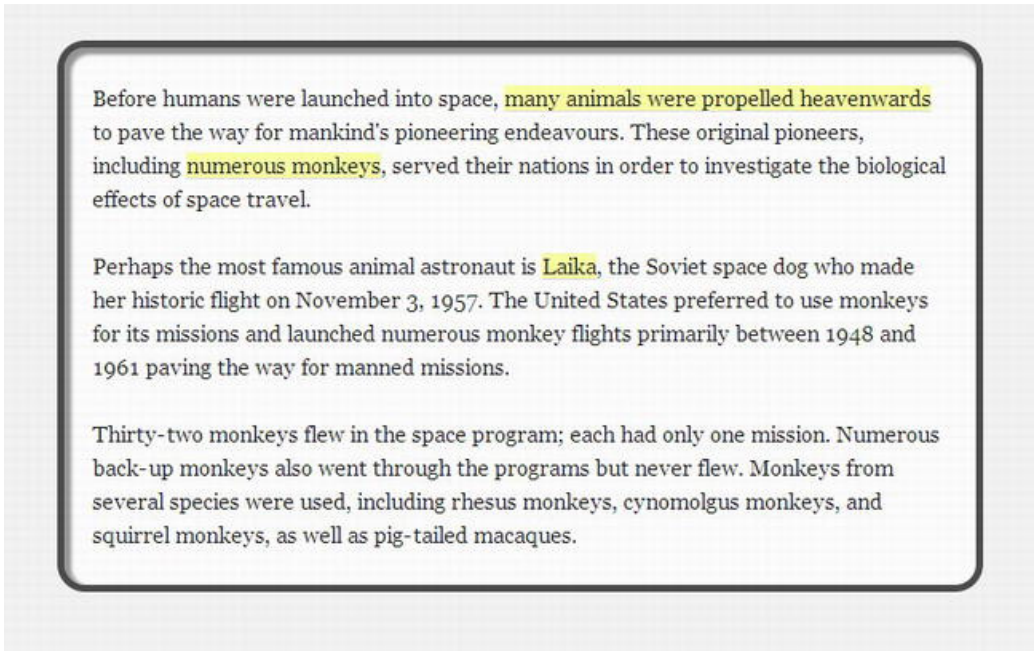 Before humans were launched into space, many animals were propelled heavenwards
to pave the way for mankind's pioneering endeavours. These original pioneers,
including numerous monkeys, served their nations in order to investigate the biological
effects of space travel.
Perhaps the most famous animal astronaut is Laika, the Soviet space dog who made
her historic flight on November 3, 1957. The United States preferred to use monkeys
for its missions and launched numerous monkey flights primarily between 1948 and
1961 paving the way for manned missions.
Thirty-two monkeys flew in the space program; each had only one mission. Numerous
back-up monkeys also went through the programs but never flew. Monkeys from
several species were used, including rhesus monkeys, cynomolgus monkeys, and
squirrel monkeys, as well as pig-tailed macaques.